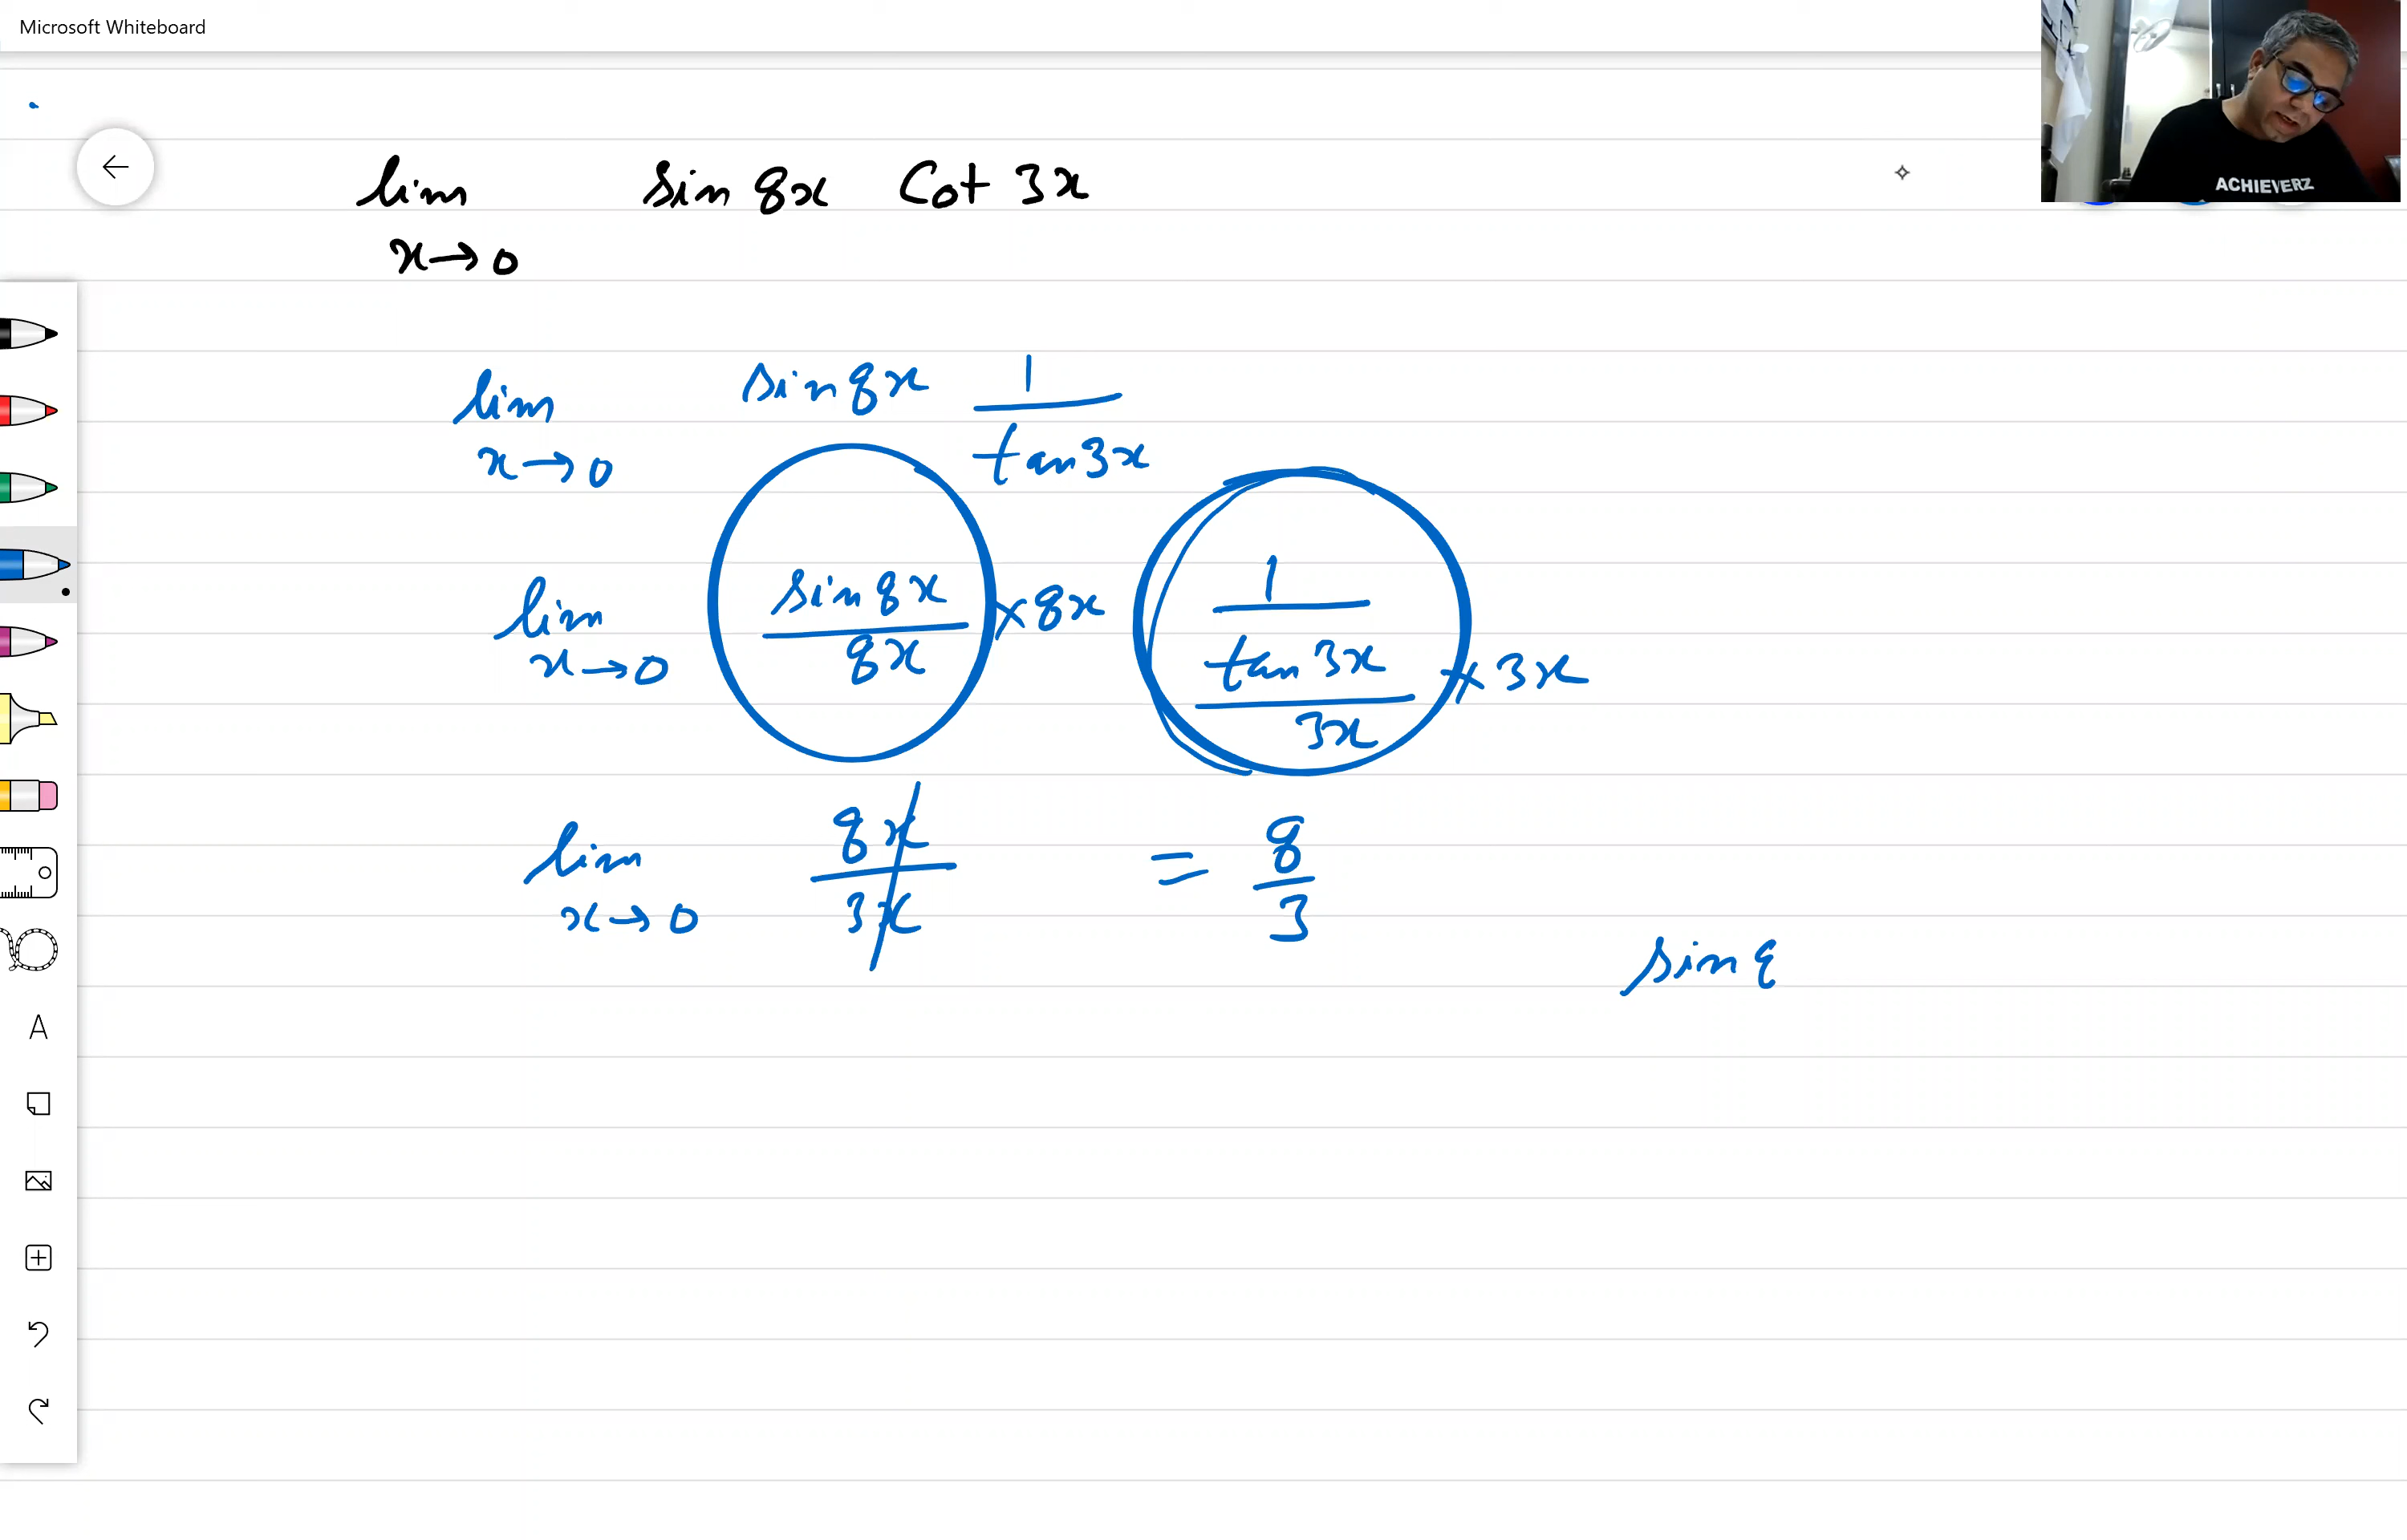 Microsoft Whiteboard
ACHIEVERZ
lim sin 8x Cot 3x
x→0
lim sin 8x 1
x→0 tan 3x
lim sin 8x × 8x 1
x→0 8x tan 3x × 3x
3x
lim 8x = 8
x→0 3x 3
sin
A